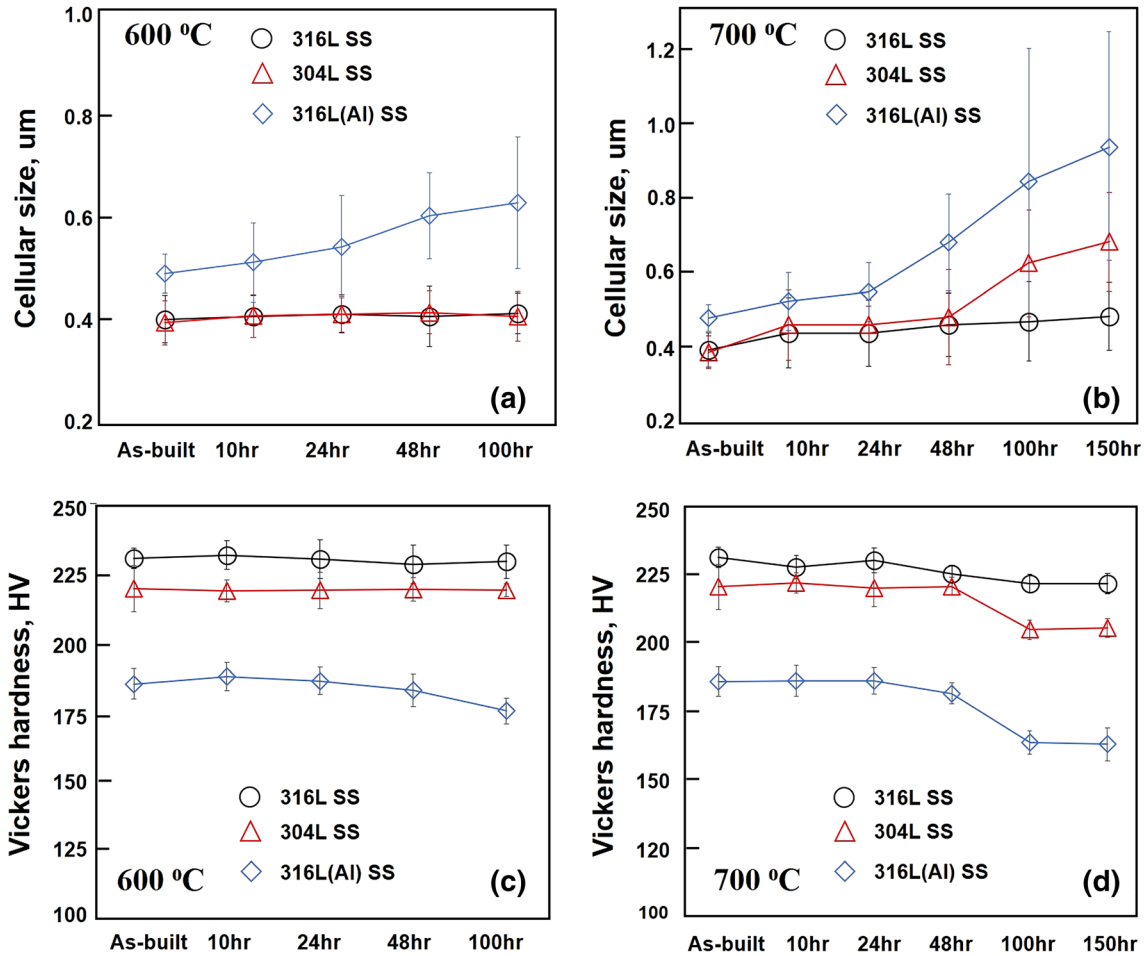 600 ⁰C
316L SS
304L SS
316L(Al) SS
Cellular size, um
1.0
0.8
0.6
0.4
0.2
(a)
As-built 10hr 24hr 48hr 100hr
700 ⁰C
316L SS
304L SS
316L(Al) SS
Cellular size, um
1.2
1.0
0.8
0.6
0.4
0.2
(b)
As-built 10hr 24hr 48hr 100hr 150hr
Vickers hardness, HV
250
225
200
175
150
125
100
316L SS
304L SS
316L(Al) SS
600 ⁰C
(c)
As-built 10hr 24hr 48hr 100hr
Vickers hardness, HV
250
225
200
175
150
120
100
316L SS
304L SS
316L(Al) SS
700 ⁰C
(d)
As-built 10hr 24hr 48hr 100hr 150hr